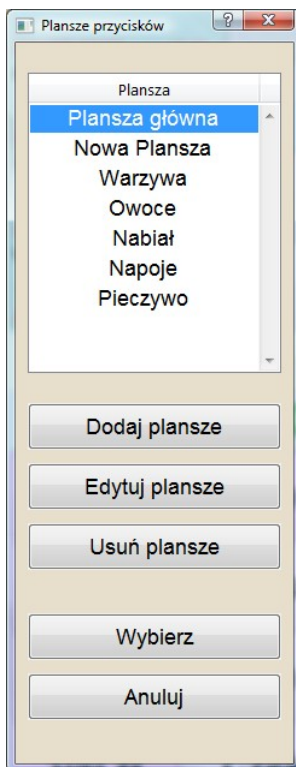 Plansze przycisków
Plansza
Plansza główna
Nowa Plansza
Warzywa
Owoce
Nabiał
Napoje
Pieczywo
Dodaj plansze
Edytuj plansze
Usuń plansze
Wybierz
Anuluj